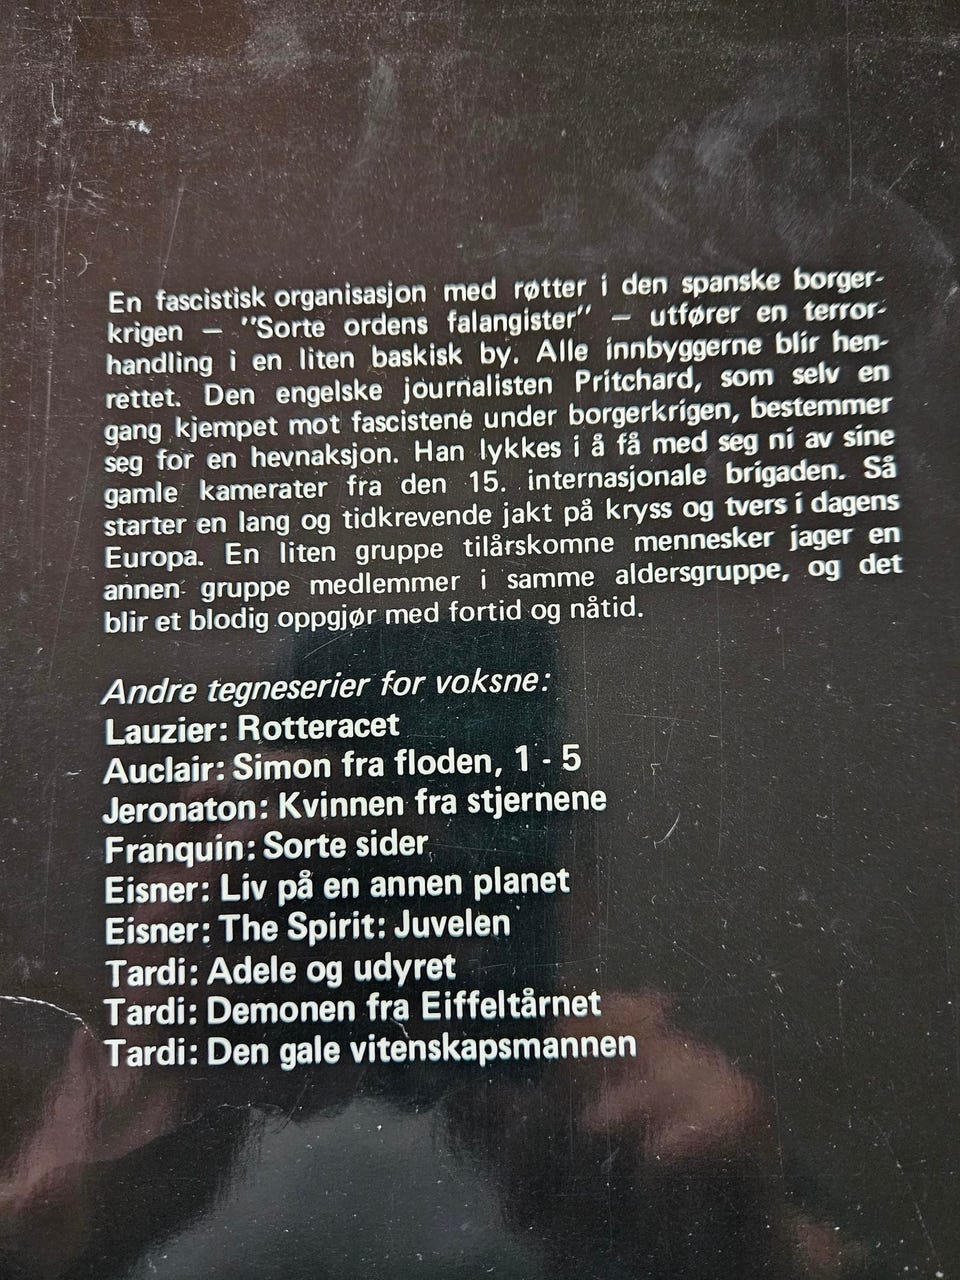 En fascistisk organisasjon med røtter i den spanske borger-
krigen — "Sorte ordens falangister" — utfører en terror-
handling i en liten baskisk by. Alle innbyggerne blir hen-
rettet. Den engelske journalisten Pritchard, som selv en
gang kjempet mot fascistene under borgerkrigen, bestemmer
seg for en hevnaksjon. Han lykkes i å få med seg ni av sine
gamle kamerater fra den 15. internasjonale brigaden. Så
starter en lang og tidkrevende jakt på kryss og tvers i dagens
Europa. En liten gruppe tilårskomne mennesker jager en
annen gruppe medlemmer i samme aldersgruppe, og det
blir et blodig oppgjør med fortid og nåtid.
Andre tegneserier for voksne:
Lauzier: Rotteracet
Auclair: Simon fra floden, 1 - 5
Jeronaton: Kvinnen fra stjernene
Franquin: Sorte sider
Eisner: Liv på en annen planet
Eisner: The Spirit: Juvelen
Tardi: Adele og udyret
Tardi: Demonen fra Eiffeltårnet
Tardi: Den gale vitenskapsmannen